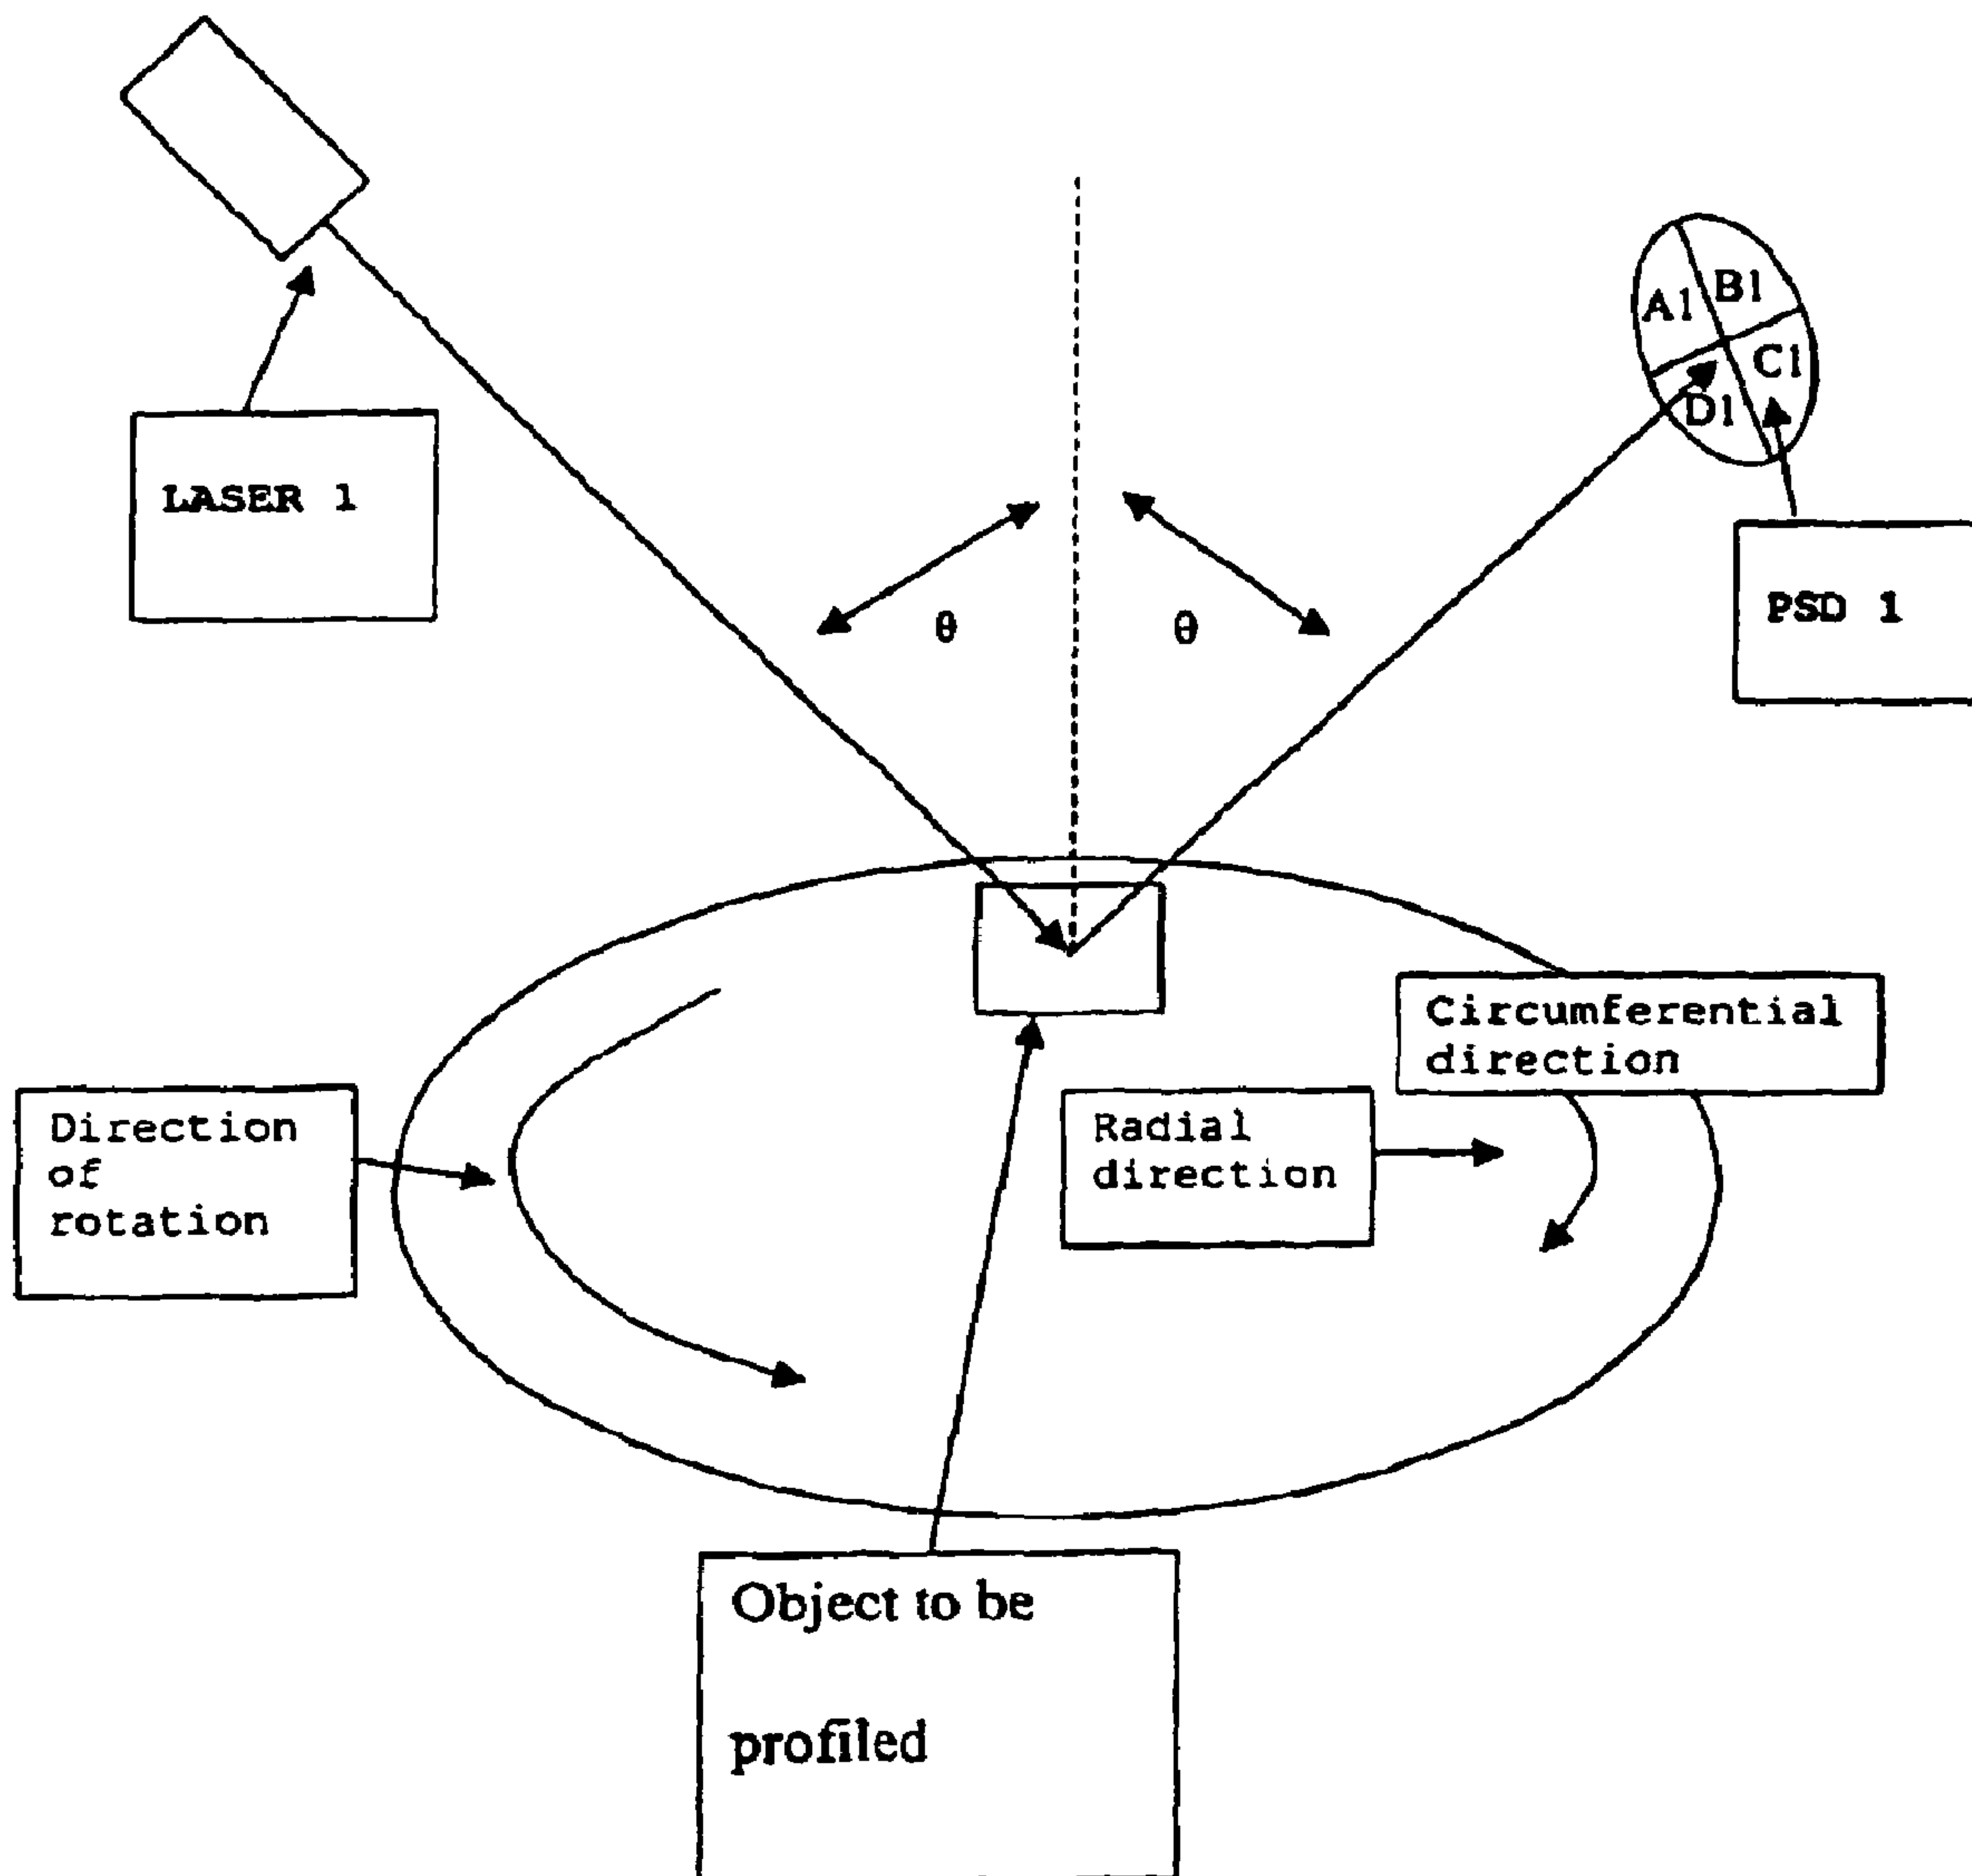 B1
A1
C1
D1
LASER 1
PSD 1
θ
θ
Circumferential
direction
Direction
of
rotation
Radial
direction
Object to be
profiled